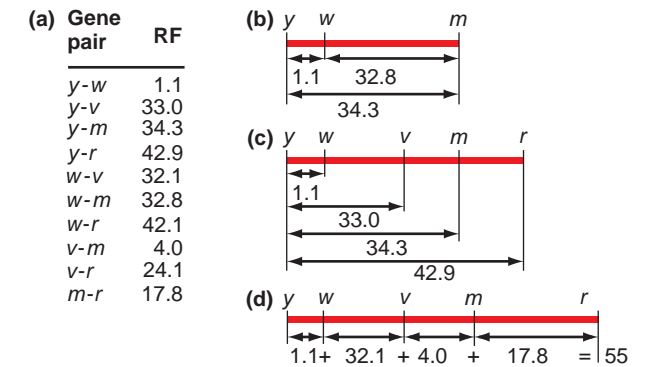 (a) Gene pair RF
y-w 1.1
y-v 33.0
y-m 34.3
y-r 42.9
w-v 32.1
w-m 32.8
w-r 42.1
v-m 4.0
v-r 24.1
m-r 17.8
(b) y w m
1.1 32.8
34.3
(c) y w v m r
1.1
33.0
34.3
42.9
(d) y w v m r
1.1+ 32.1 + 4.0 + 17.8 = 55